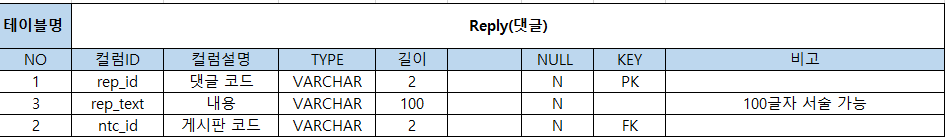 테이블명 Reply(댓글)
NO 컬럼ID 컬럼설명 TYPE 길이 NULL KEY 비고
1 rep_id 댓글 코드 VARCHAR 2 N PK
3 rep_text 내용 VARCHAR 100 N 100글자 서술 가능
2 ntc_id 게시판 코드 VARCHAR 2 N FK